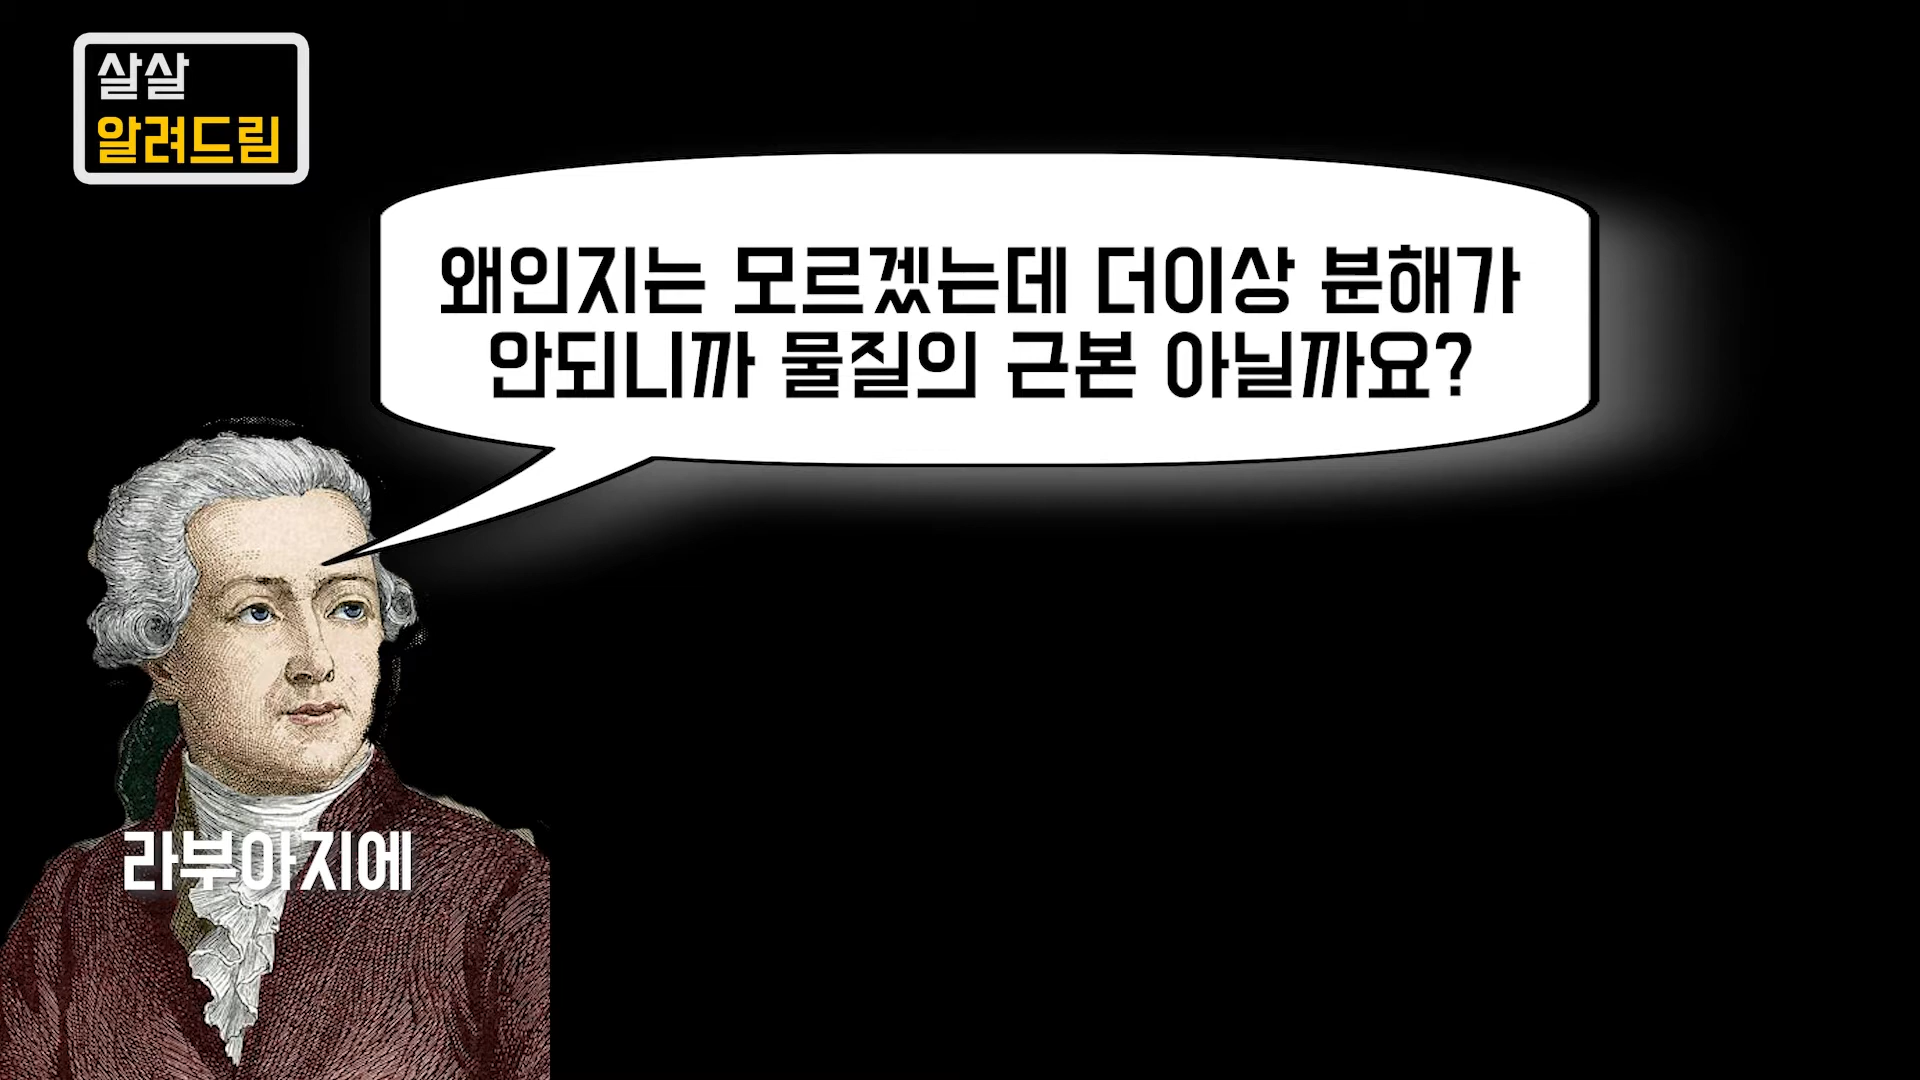 살살
알려드림
왜인지는 모르겠는데 더이상 분해가
안되니까 물질의 근본 아닐까요?
라부아지에